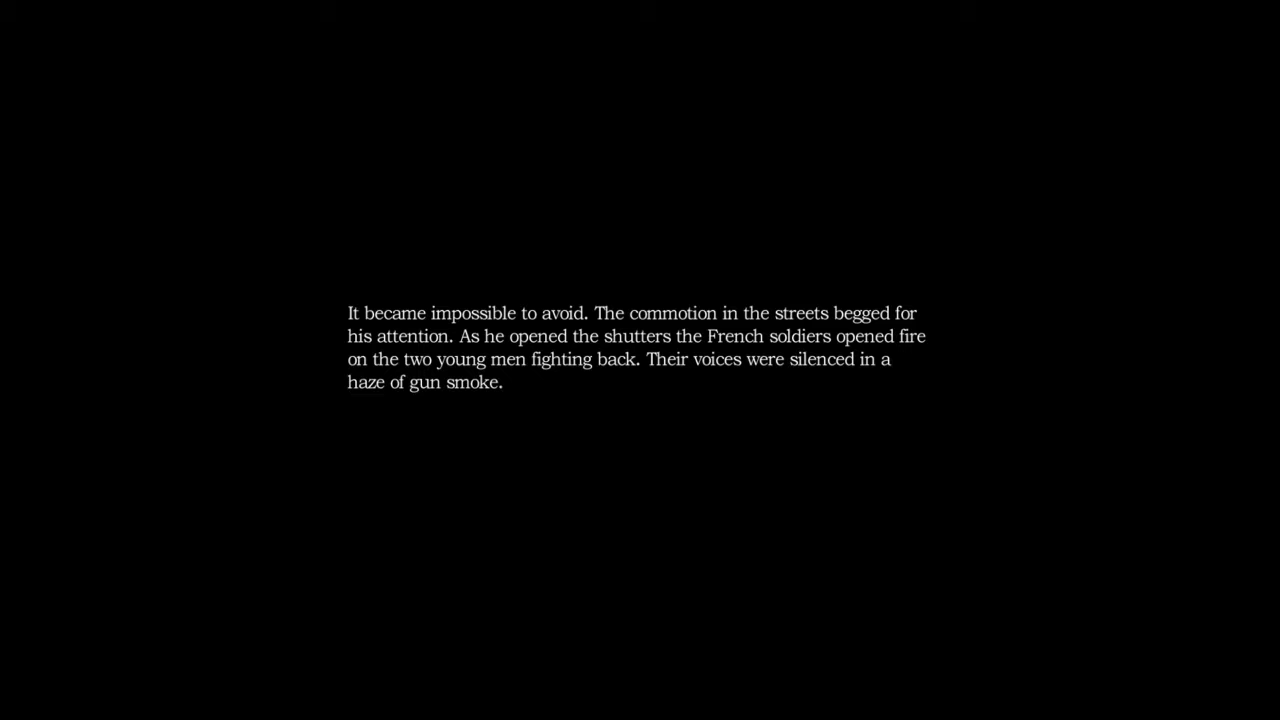 It became impossible to avoid. The commotion in the streets begged for
his attention. As he opened the shutters the French soldiers opened fire
on the two young men fighting back. Their voices were silenced in a
haze of gun smoke.